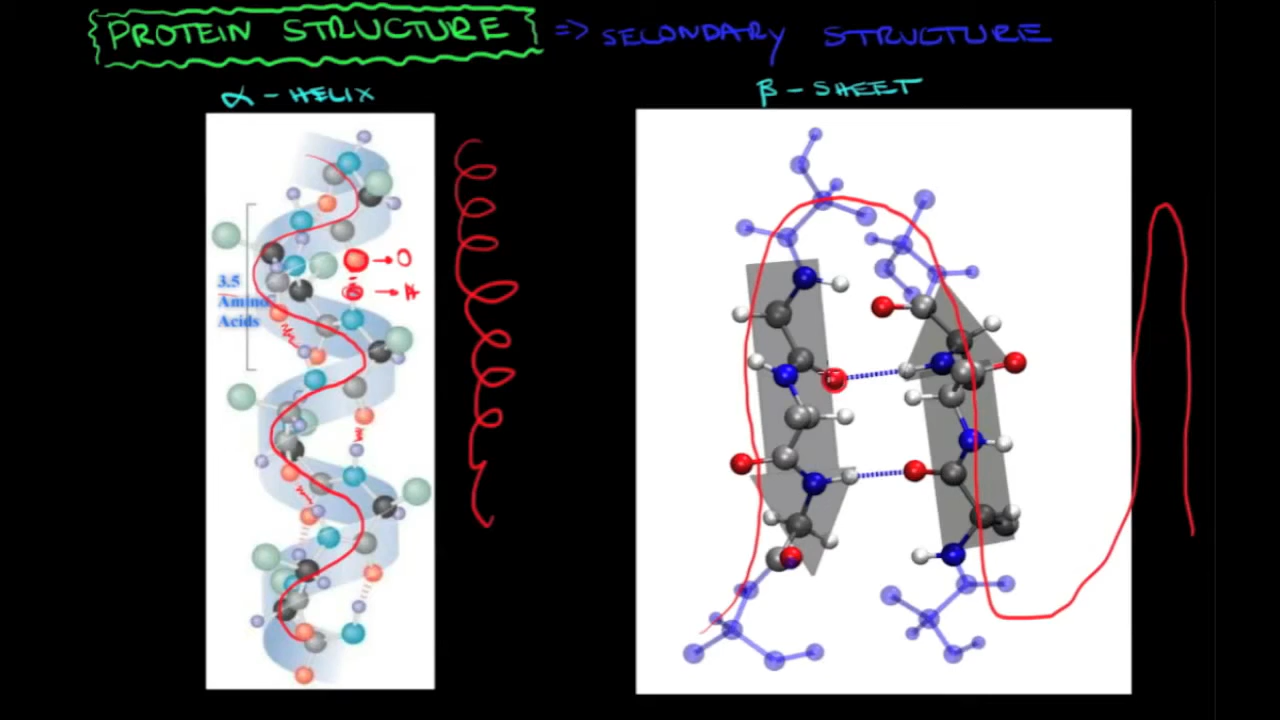 PROTEIN STRUCTURE => SECONDARY STRUCTURE
α - HELIX
β - SHEET
→ O
→ H
3.5
Amino
Acids